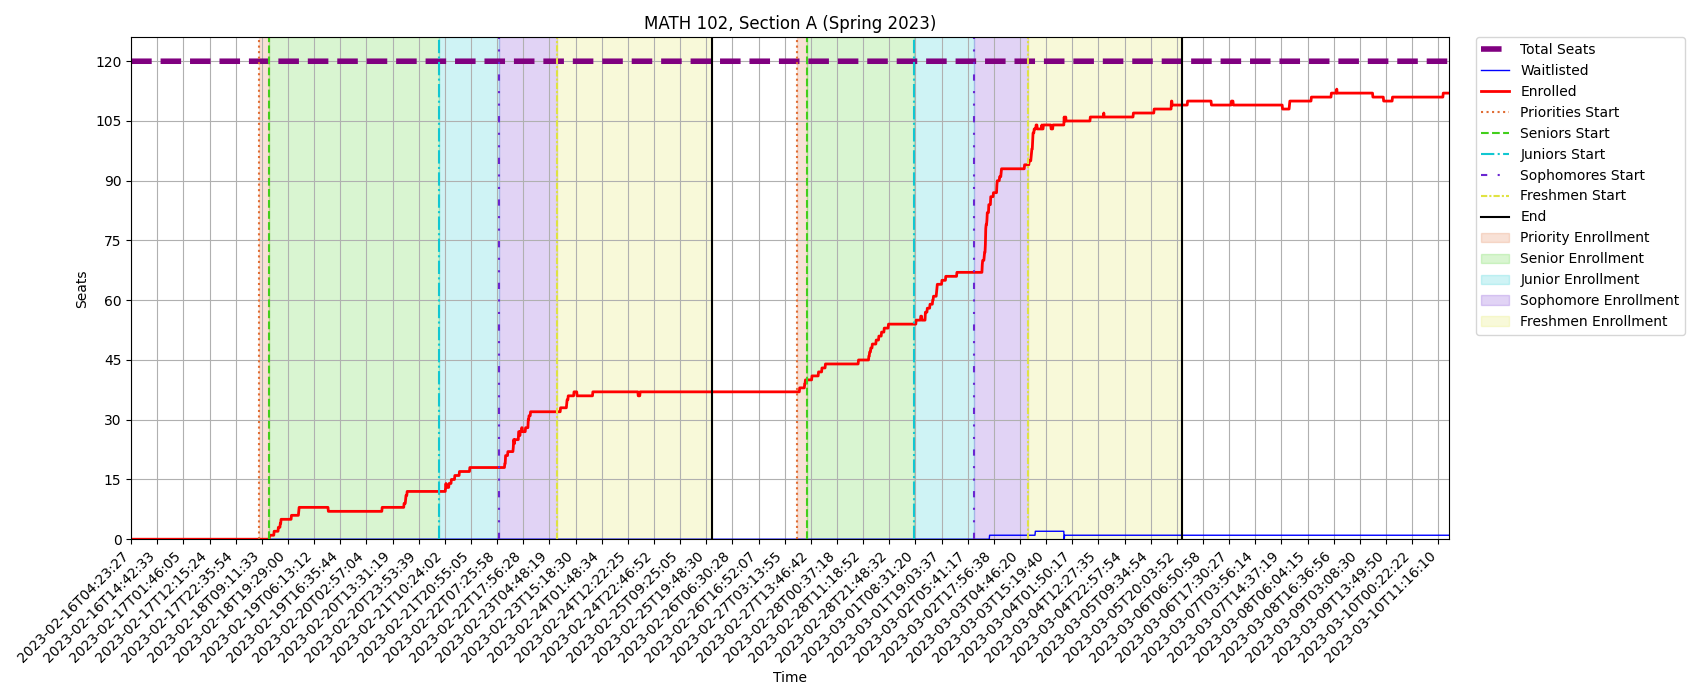 MATH 102, Section A (Spring 2023)
Seats
120
105
90
75
60
45
30
15
0
2023-02-16T04:23:27
2023-02-16T14:42:33
2023-02-17T01:46:05
2023-02-17T12:15:24
2023-02-17T22:35:54
2023-02-18T09:11:33
2023-02-18T19:29:00
2023-02-19T06:13:12
2023-02-19T16:35:44
2023-02-20T02:57:04
2023-02-20T13:31:19
2023-02-20T23:53:39
2023-02-21T10:24:02
2023-02-21T20:55:05
2023-02-22T07:25:58
2023-02-22T17:56:28
2023-02-23T04:48:19
2023-02-23T15:18:30
2023-02-24T01:48:34
2023-02-24T12:22:25
2023-02-24T22:46:52
2023-02-25T09:25:05
2023-02-25T19:48:30
2023-02-26T06:30:28
2023-02-26T16:52:07
2023-02-27T03:13:55
2023-02-27T13:46:42
2023-02-28T00:37:18
2023-02-28T11:18:52
2023-02-28T21:48:32
2023-03-01T08:31:20
2023-03-01T19:03:37
2023-03-02T05:41:17
2023-03-02T17:56:38
2023-03-03T04:46:20
2023-03-03T15:19:40
2023-03-04T01:50:17
2023-03-04T12:27:35
2023-03-04T22:57:54
2023-03-05T09:34:54
2023-03-05T20:03:52
2023-03-06T06:50:58
2023-03-06T17:30:27
2023-03-07T03:56:14
2023-03-07T14:37:19
2023-03-08T06:04:15
2023-03-08T16:36:56
2023-03-09T03:08:30
2023-03-09T13:49:50
2023-03-10T00:22:22
2023-03-10T11:16:10
Time
Total Seats
Waitlisted
Enrolled
Priorities Start
Seniors Start
Juniors Start
Sophomores Start
Freshmen Start
End
Priority Enrollment
Senior Enrollment
Junior Enrollment
Sophomore Enrollment
Freshmen Enrollment